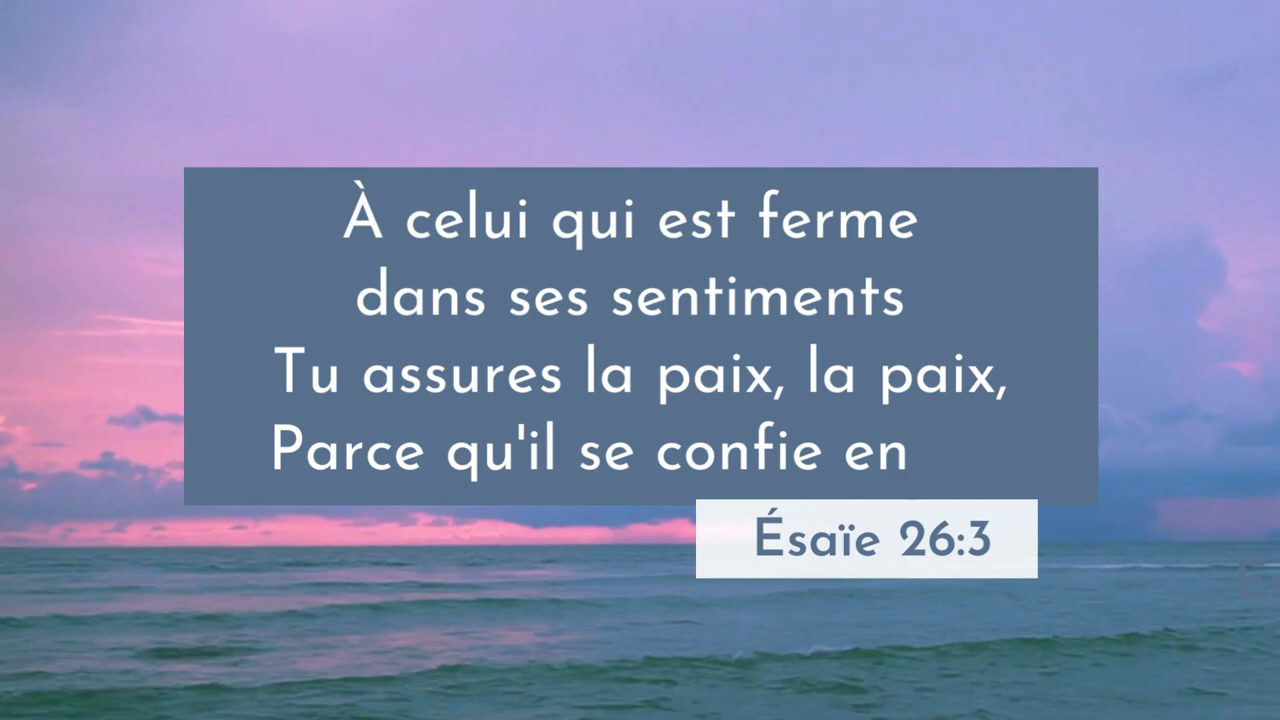 À celui qui est ferme
dans ses sentiments
Tu assures la paix, la paix,
Parce qu'il se confie en
Ésaïe 26:3